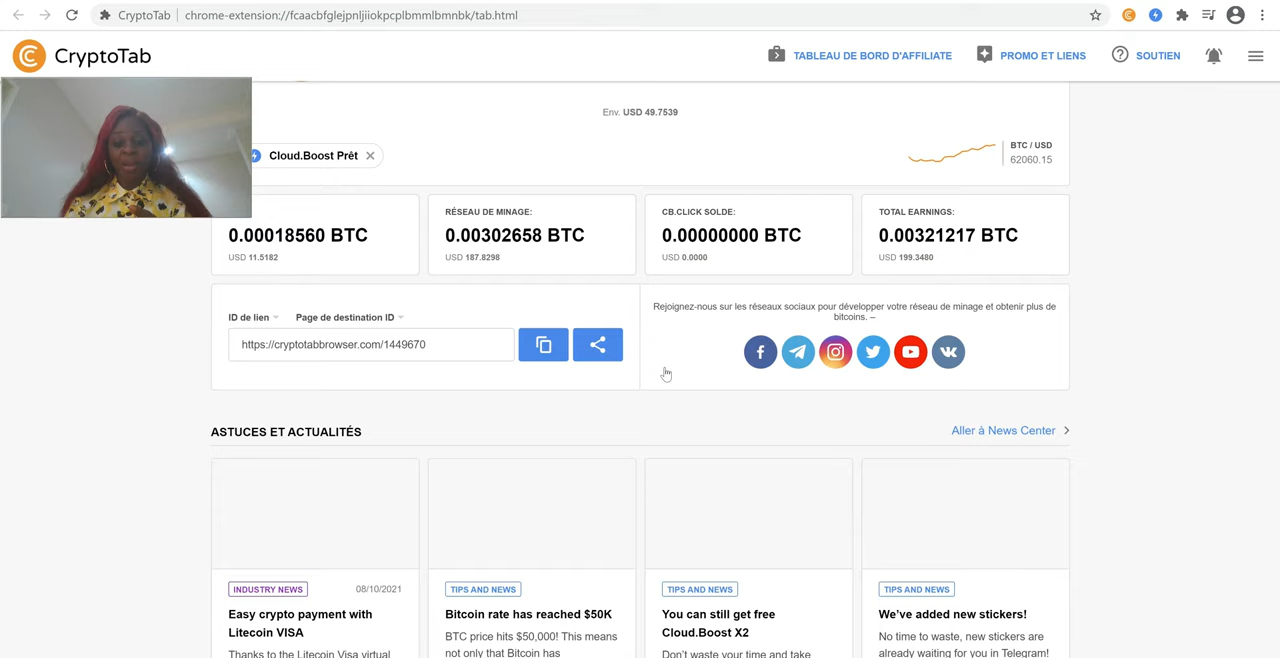 CryptoTab
chrome-extension://fcaacbfglejpnljiiokpcplbmmlbmnbk/tab.html
CryptoTab
TABLEAU DE BORD D'AFFILIATE
PROMO ET LIENS
SOUTIEN
Env. USD 49.7539
Cloud.Boost Prêt
BTC / USD
62060.15
0.00018560 BTC
USD 11.5182
RÉSEAU DE MINAGE:
0.00302658 BTC
USD 187.8298
CB.CLICK SOLDE:
0.00000000 BTC
USD 0.0000
TOTAL EARNINGS:
0.00321217 BTC
USD 199.3480
ID de lien
Page de destination ID
https://cryptotabbrowser.com/1449670
Rejoignez-nous sur les réseaux sociaux pour développer votre réseau de minage et obtenir plus de
bitcoins. –
ASTUCES ET ACTUALITÉS
Aller à News Center
INDUSTRY NEWS
08/10/2021
Easy crypto payment with
Litecoin VISA
Thanks to the Litecoin Visa virtual
TIPS AND NEWS
Bitcoin rate has reached $50K
BTC price hits $50,000! This means
not only that Bitcoin has
TIPS AND NEWS
You can still get free
Cloud.Boost X2
Don't waste your time and take
TIPS AND NEWS
We've added new stickers!
No time to waste, new stickers are
already waiting for you in Telegram!